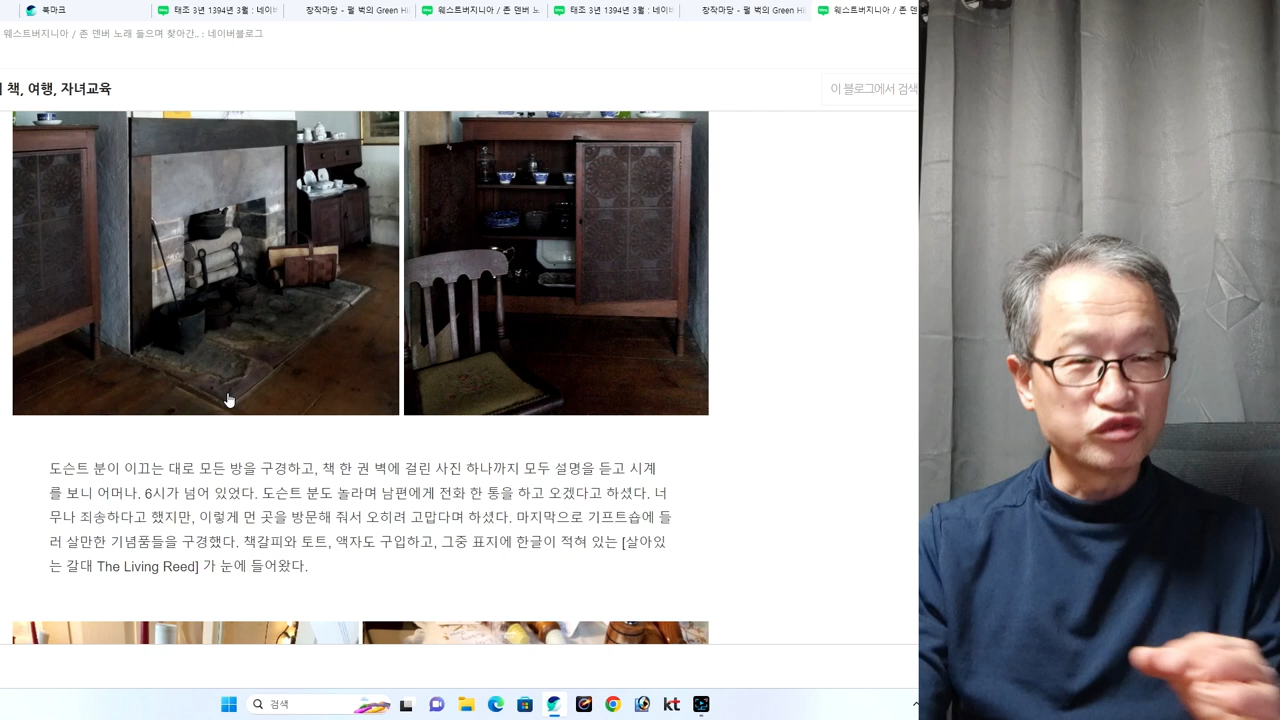 북마크
태조 3년 1394년 3월 : 네이버
창작마당 - 펄 벅의 Green Hi
웨스트버지니아 / 존 덴버 노
태조 3년 1394년 3월 : 네이버
창작마당 - 펄 벅의 Green Hi
웨스트버지니아 / 존 덴
웨스트버지니아 / 존 덴버 노래 들으며 찾아간.. : 네이버블로그
책, 여행, 자녀교육
이 블로그에서 검색
도슨트 분이 이끄는 대로 모든 방을 구경하고, 책 한 권 벽에 걸린 사진 하나까지 모두 설명을 듣고 시계
를 보니 어머나. 6시가 넘어 있었다. 도슨트 분도 놀라며 남편에게 전화 한 통을 하고 오겠다고 하셨다. 너
무나 죄송하다고 했지만, 이렇게 먼 곳을 방문해 줘서 오히려 고맙다며 하셨다. 마지막으로 기프트숍에 들
러 살만한 기념품들을 구경했다. 책갈피와 토트, 액자도 구입하고, 그중 표지에 한글이 적혀 있는 [살아있
는 갈대 The Living Reed] 가 눈에 들어왔다.
검색
kt